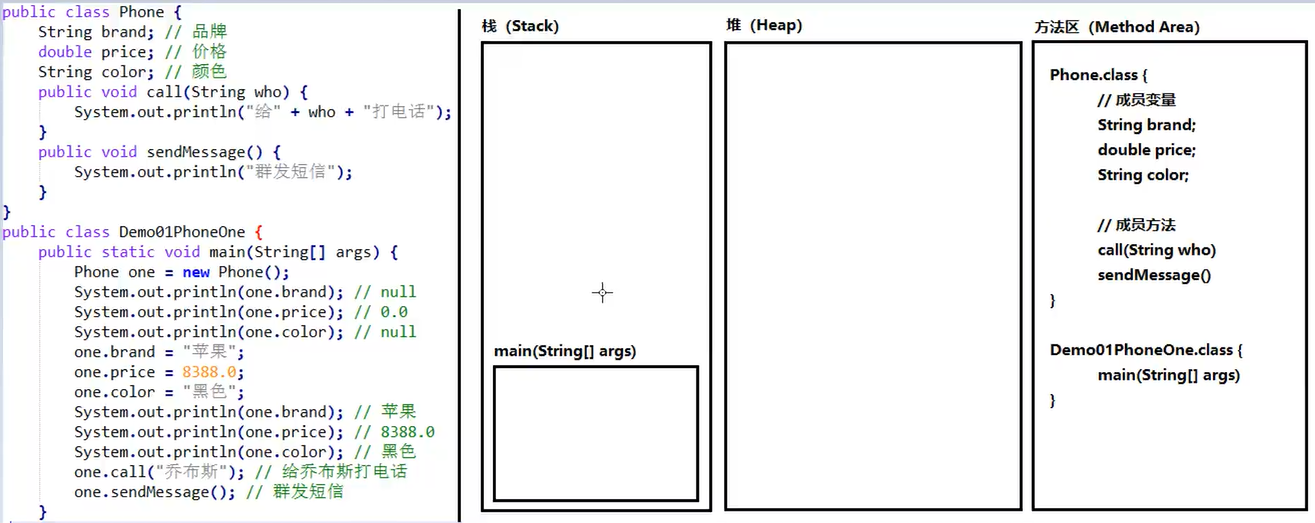 public class Phone {
String brand; // 品牌
double price; // 价格
String color; // 颜色
public void call(String who) {
System.out.println("给" + who + "打电话");
}
public void sendMessage() {
System.out.println("群发短信");
}
}
public class Demo01PhoneOne {
public static void main(String[] args) {
Phone one = new Phone();
System.out.println(one.brand); // null
System.out.println(one.price); // 0.0
System.out.println(one.color); // null
one.brand = "苹果";
one.price = 8388.0;
one.color = "黑色";
System.out.println(one.brand); // 苹果
System.out.println(one.price); // 8388.0
System.out.println(one.color); // 黑色
one.call("乔布斯"); // 给乔布斯打电话
one.sendMessage(); // 群发短信
}
栈（Stack)
main(String[] args)
堆（Heap)
方法区（Method Area)
Phone.class {
// 成员变量
String brand;
double price;
String color;
// 成员方法
call(String who)
sendMessage()
}
Demo01PhoneOne.class {
main(String[] args)
}